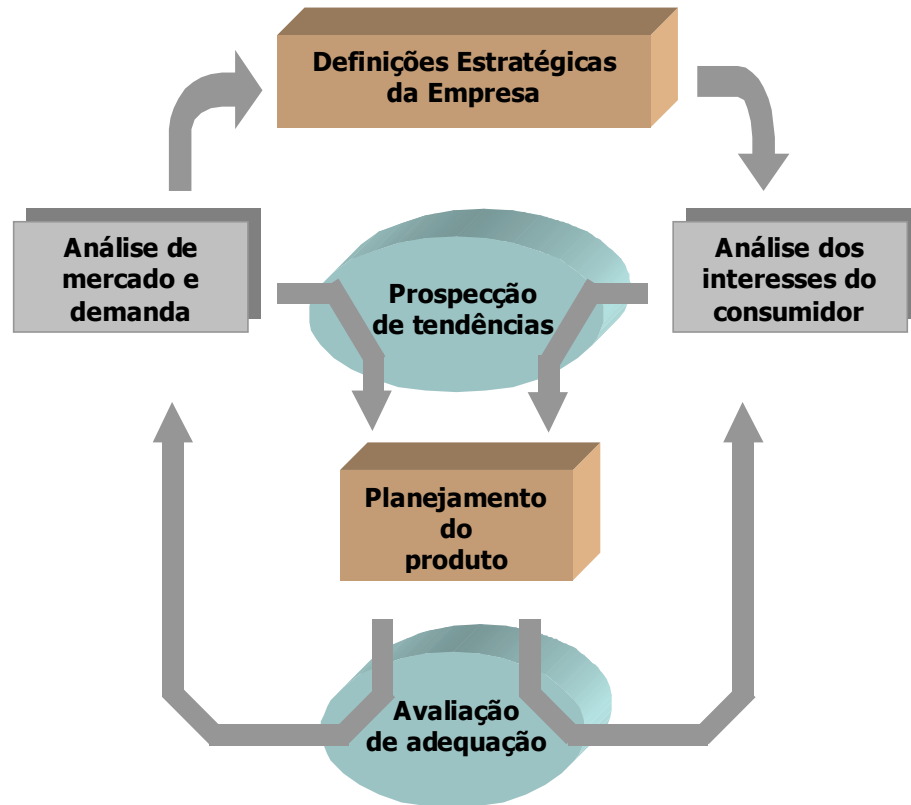 Definições Estratégicas
da Empresa
Análise de
mercado e
demanda
Prospecção
de tendências
Análise dos
interesses do
consumidor
Planejamento
do
produto
Avaliação
de adequação